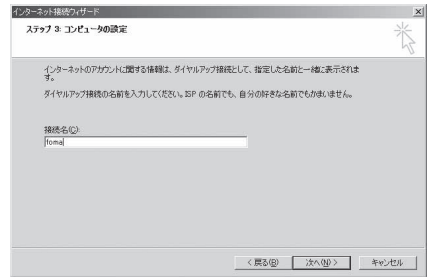 インターネット接続ウィザード
ステップ 3: コンピュータの設定
インターネットのアカウントに関する情報は、ダイヤルアップ接続として、指定した名前と一緒に表示されま
す。
ダイヤルアップ接続の名前を入力してください。ISP の名前でも、自分の好きな名前でもかまいません。
接続名(C):
foma
< 戻る(B)
次へ(N) >
キャンセル